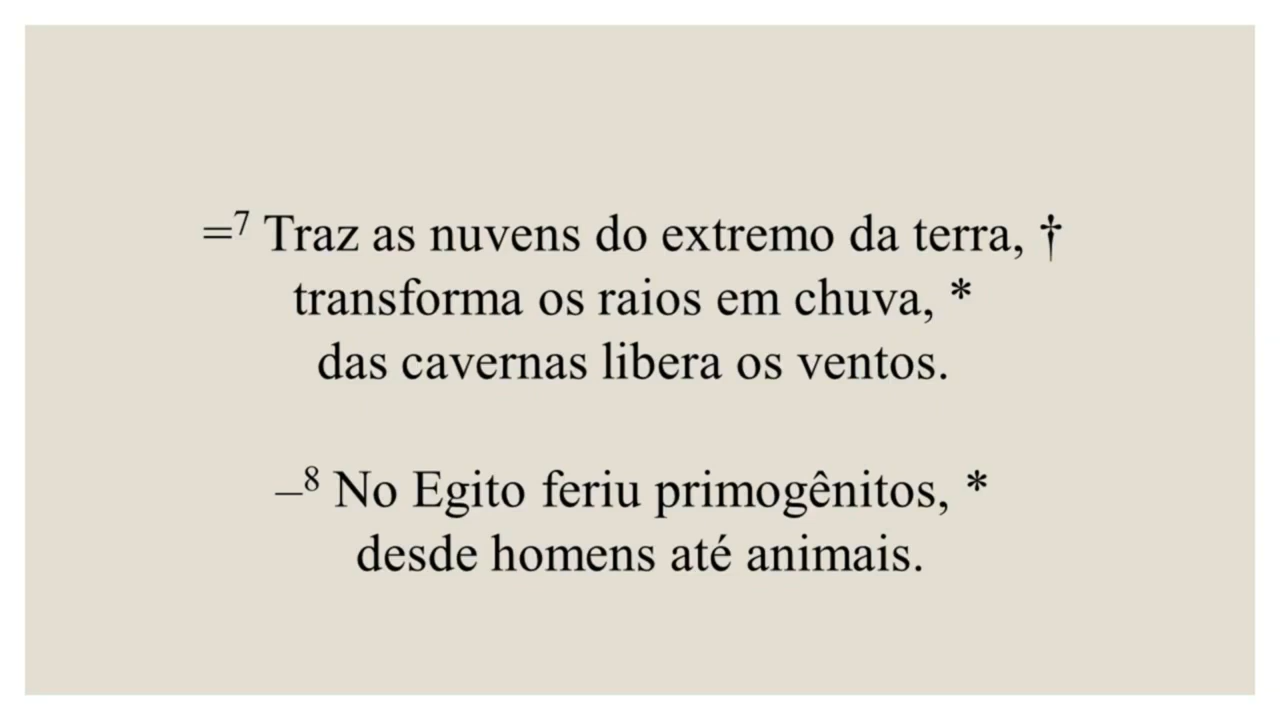 =⁷ Traz as nuvens do extremo da terra, †
transforma os raios em chuva, *
das cavernas libera os ventos.
–⁸ No Egito feriu primogênitos, *
desde homens até animais.